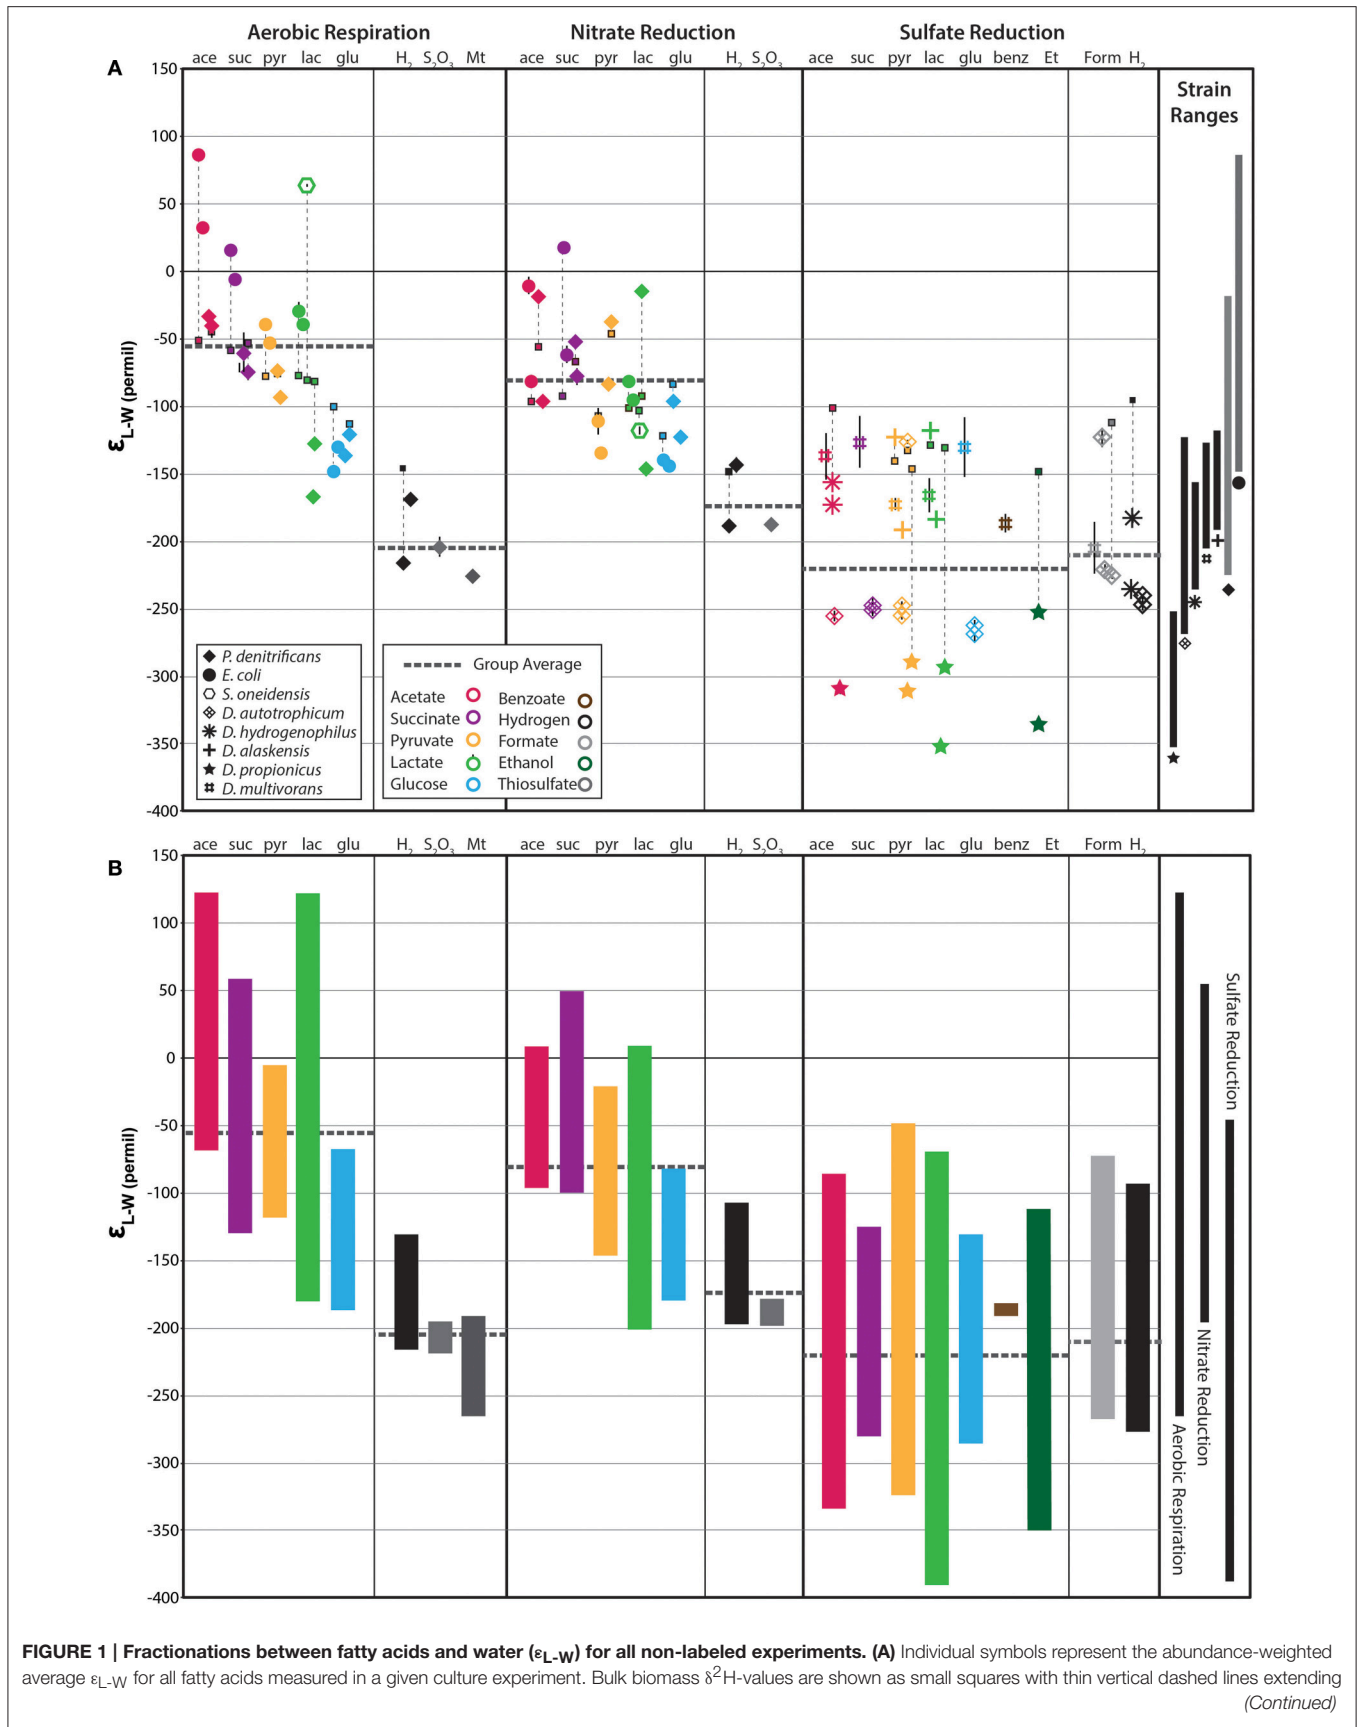 Aerobic Respiration Nitrate Reduction Sulfate Reduction
A
ace suc pyr lac glu H2 S2O3 Mt ace suc pyr lac glu H2 S2O3 ace suc pyr lac glu benz Et Form H2
Strain
Ranges
150
100
50
0
-50
-100
-150
-200
-250
-300
-350
-400
εL-W (permil)
P. denitrificans
E. coli
S. oneidensis
D. autotrophicum
D. hydrogenophilus
D. alaskensis
D. propionicus
D. multivorans
Group Average
Acetate Benzoate
Succinate Hydrogen
Pyruvate Formate
Lactate Ethanol
Glucose Thiosulfate
B
ace suc pyr lac glu H2 S2O3 Mt ace suc pyr lac glu H2 S2O3 ace suc pyr lac glu benz Et Form H2
150
100
50
0
-50
-100
-150
-200
-250
-300
-350
-400
εL-W (permil)
Aerobic Respiration
Nitrate Reduction
Sulfate Reduction
FIGURE 1 | Fractionations between fatty acids and water (εL-W) for all non-labeled experiments. (A) Individual symbols represent the abundance-weighted
average εL-W for all fatty acids measured in a given culture experiment. Bulk biomass δ2H-values are shown as small squares with thin vertical dashed lines extending
(Continued)